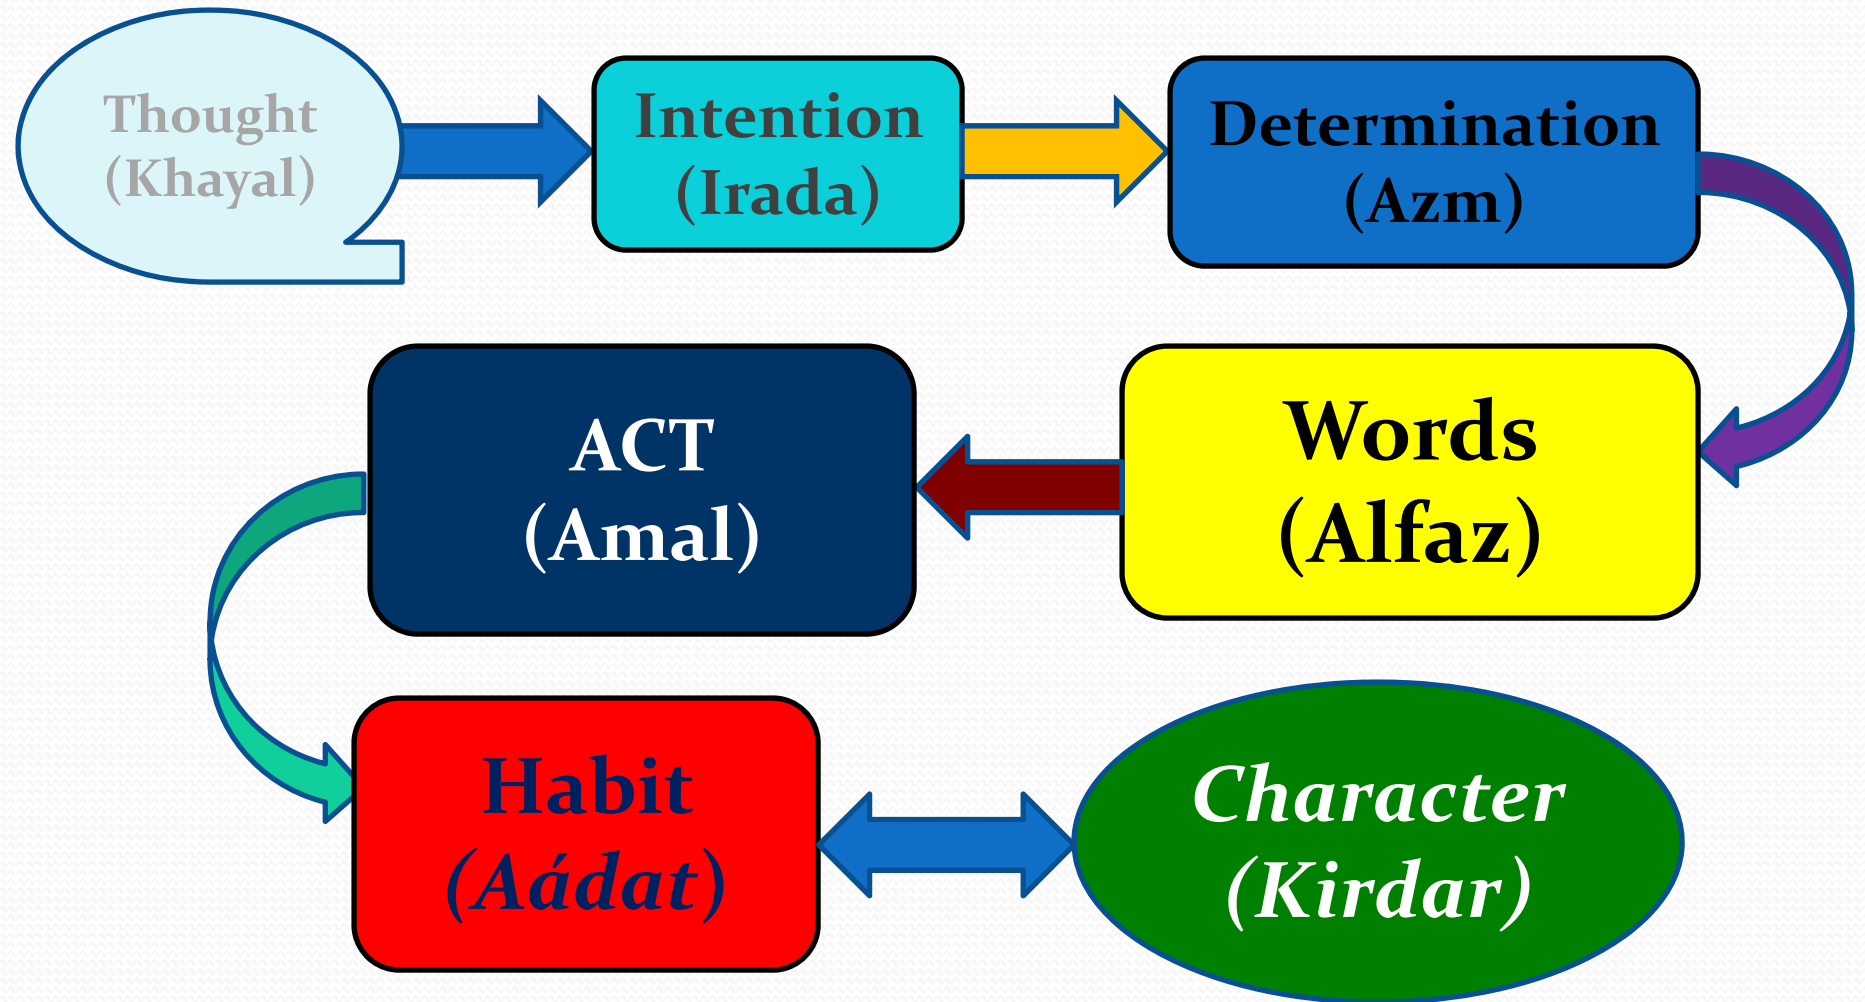 Thought
(Khayal)
Intention
(Irada)
Determination
(Azm)
Words
(Alfaz)
ACT
(Amal)
Habit
(Aádat)
Character
(Kirdar)